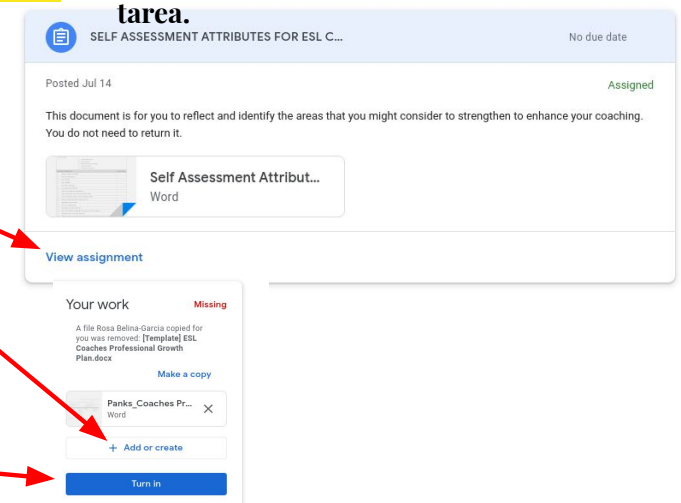 tarea.
SELF ASSESSMENT ATTRIBUTES FOR ESL C...
No due date
Posted Jul 14
Assigned
This document is for you to reflect and identify the areas that you might consider to strengthen to enhance your coaching.
You do not need to return it.
Self Assessment Attribut...
Word
View assignment
Your work
Missing
A file Rosa Belina-Garcia copied for
you was removed: [Template] ESL
Coaches Professional Growth
Plan.docx
Make a copy
Panks_Coaches Pr...
Word
+ Add or create
Turn in